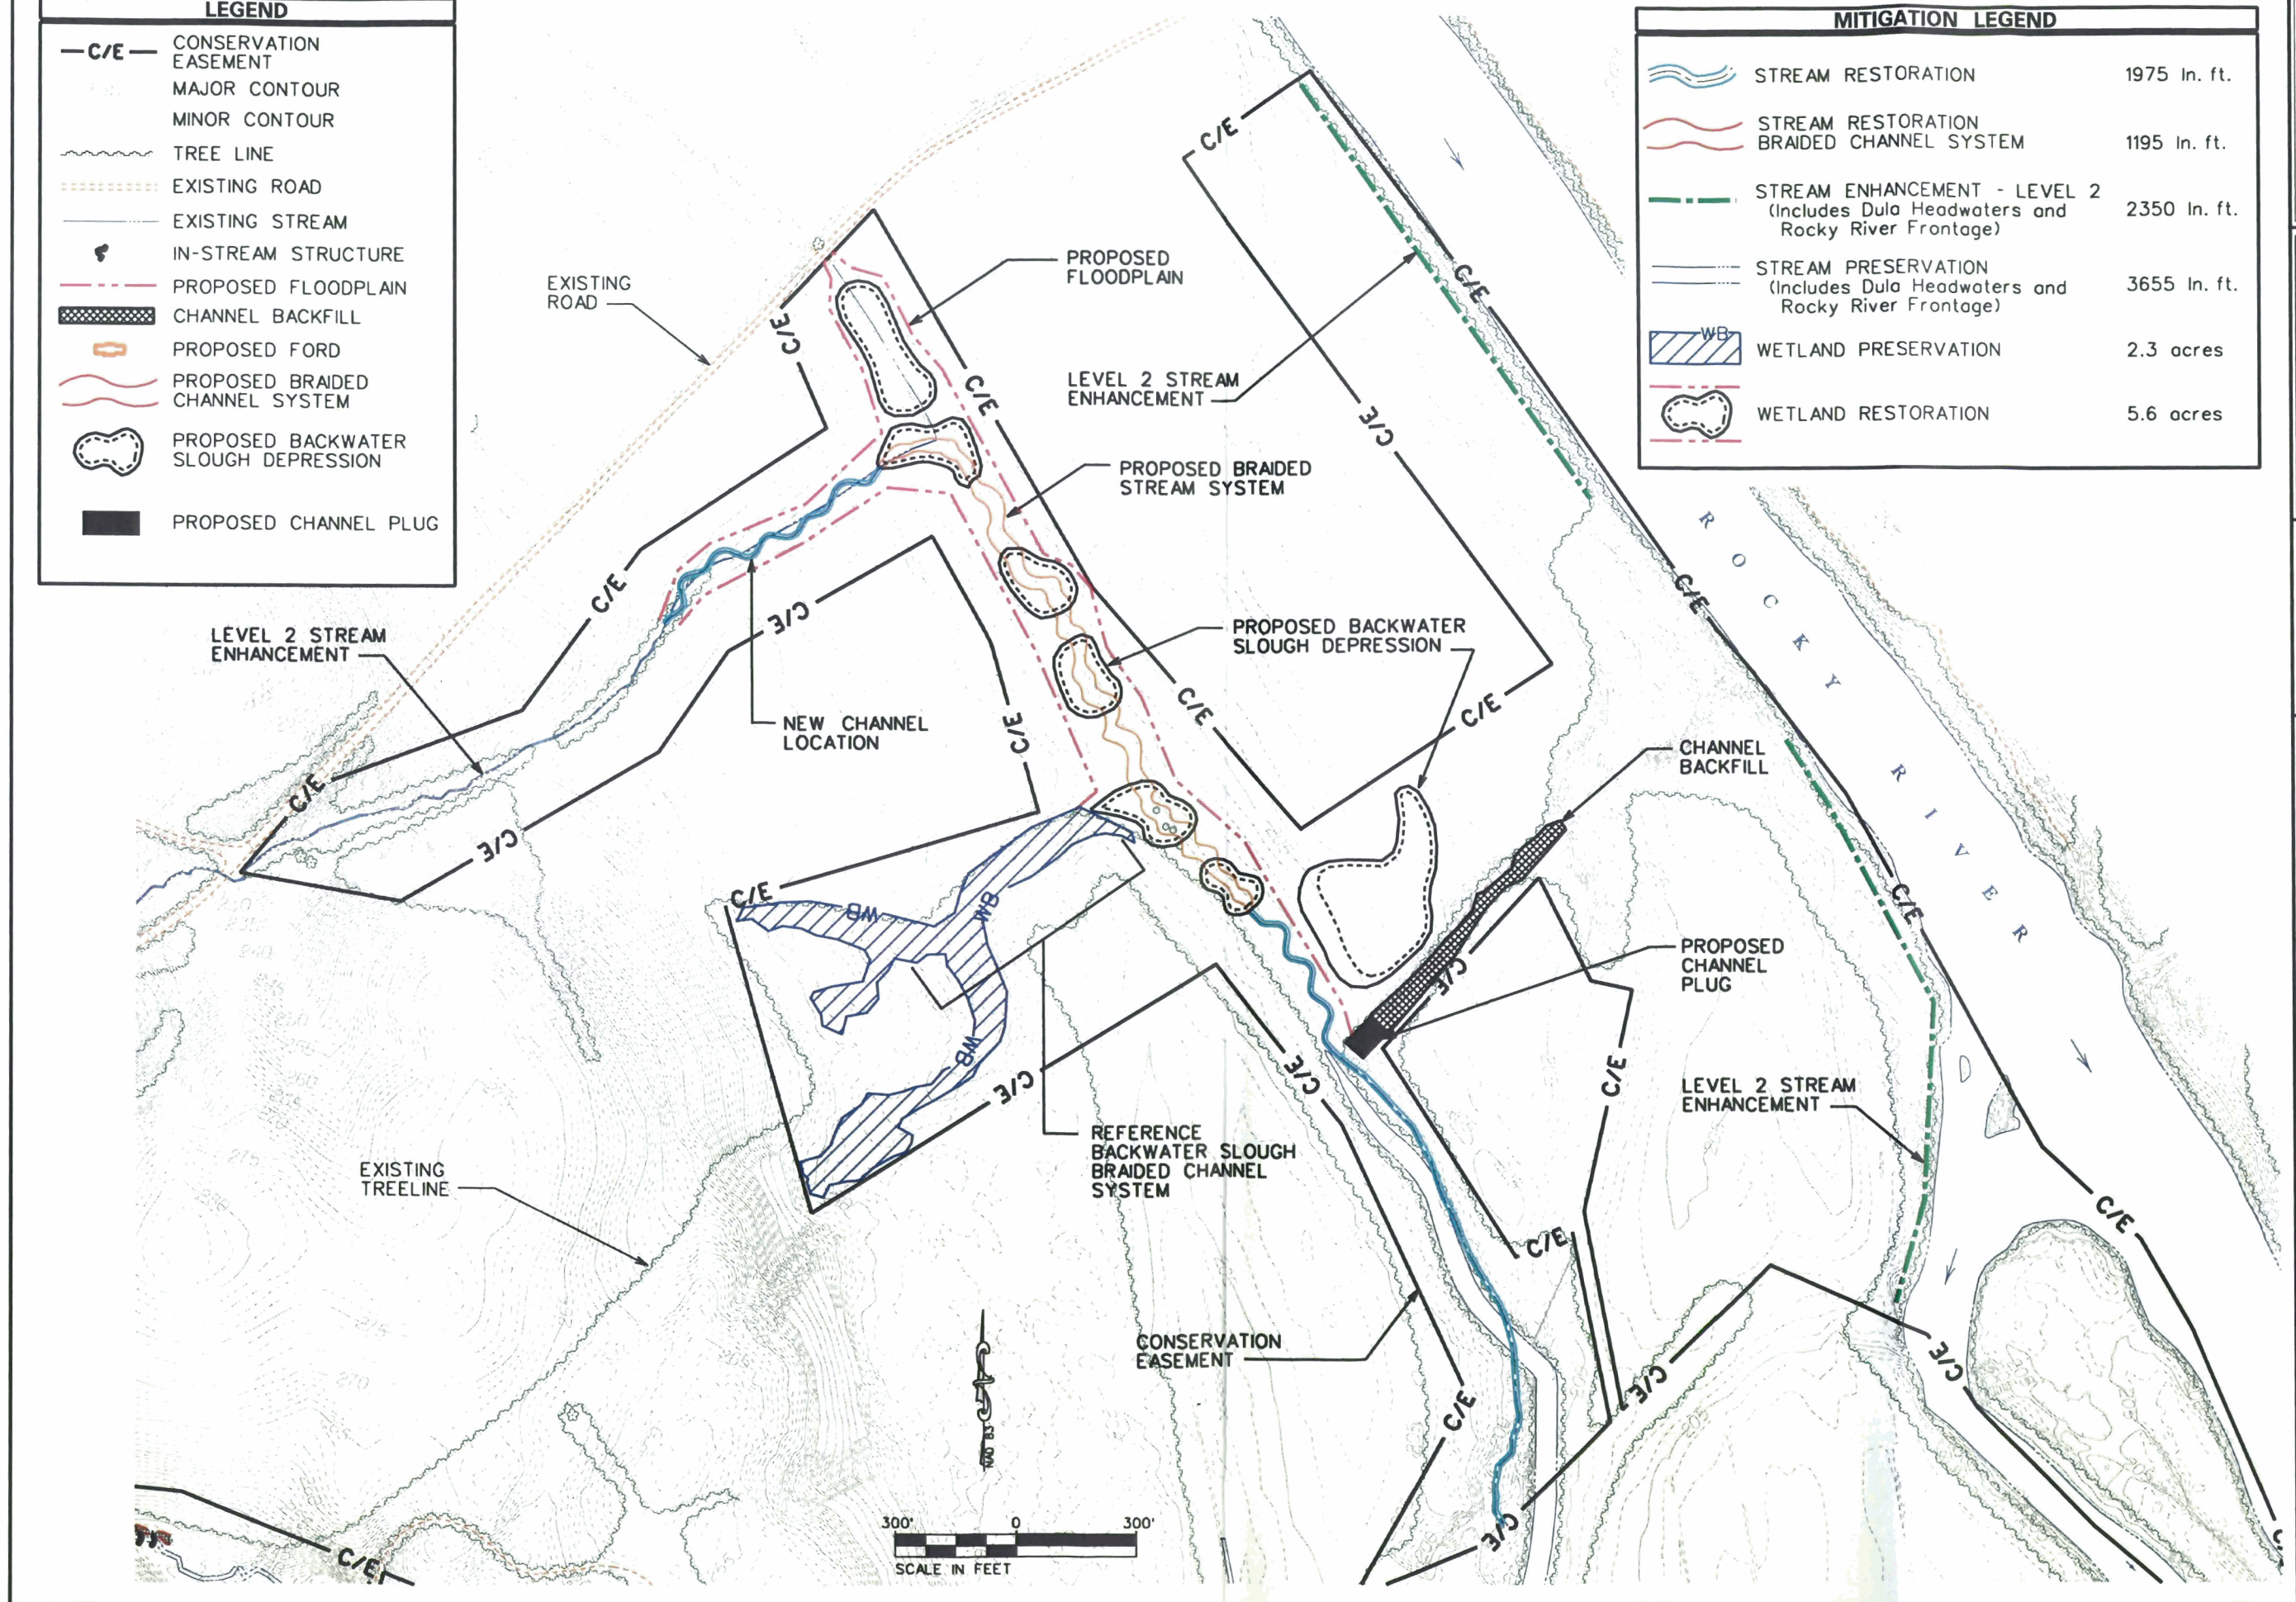 LEGEND
C/E CONSERVATION
EASEMENT
MAJOR CONTOUR
MINOR CONTOUR
TREE LINE
EXISTING ROAD
EXISTING STREAM
IN-STREAM STRUCTURE
PROPOSED FLOODPLAIN
CHANNEL BACKFILL
PROPOSED FORD
PROPOSED BRAIDED
CHANNEL SYSTEM
PROPOSED BACKWATER
SLOUGH DEPRESSION
PROPOSED CHANNEL PLUG
MITIGATION LEGEND
STREAM RESTORATION 1975 ln. ft.
STREAM RESTORATION
BRAIDED CHANNEL SYSTEM 1195 ln. ft.
STREAM ENHANCEMENT - LEVEL 2
(Includes Dula Headwaters and 2350 ln. ft.
Rocky River Frontage)
STREAM PRESERVATION
(Includes Dula Headwaters and 3655 ln. ft.
Rocky River Frontage)
WB WETLAND PRESERVATION 2.3 acres
WETLAND RESTORATION 5.6 acres
C/E
PROPOSED
FLOODPLAIN
EXISTING
ROAD
C/E
C/E
C/E
LEVEL 2 STREAM
ENHANCEMENT
C/E
PROPOSED BRAIDED
STREAM SYSTEM
ROCKY RIVER
C/E
C/E
C/E
LEVEL 2 STREAM
ENHANCEMENT
PROPOSED BACKWATER
SLOUGH DEPRESSION
C/E
C/E
C/E
NEW CHANNEL
LOCATION
CHANNEL
BACKFILL
C/E
C/E
C/E
WB
WB
C/E
PROPOSED
CHANNEL
PLUG
C/E
WB
C/E
C/E
C/E
LEVEL 2 STREAM
ENHANCEMENT
REFERENCE
BACKWATER SLOUGH
BRAIDED CHANNEL
SYSTEM
EXISTING
TREELINE
C/E
C/E
CONSERVATION
EASEMENT
C/E
C/E
C/E
NAD 83
C/E
C/E
300' 0 300'
SCALE IN FEET
270